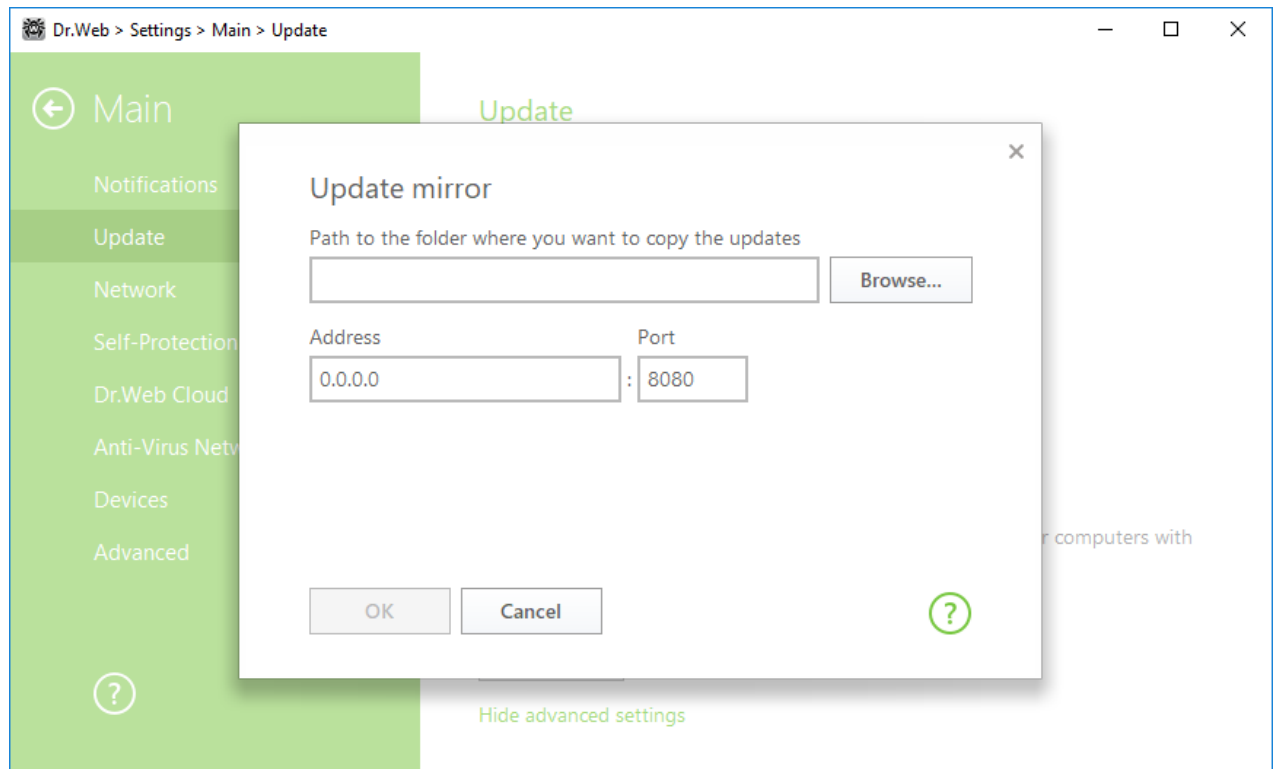 Dr.Web > Settings > Main > Update
Main
Notifications
Update
Network
Self-Protection
Dr.Web Cloud
Anti-Virus Netw
Devices
Advanced
?
Update
Update mirror
Path to the folder where you want to copy the updates
Browse...
Address
Port
0.0.0.0 : 8080
OK
Cancel
?
r computers with
Hide advanced settings